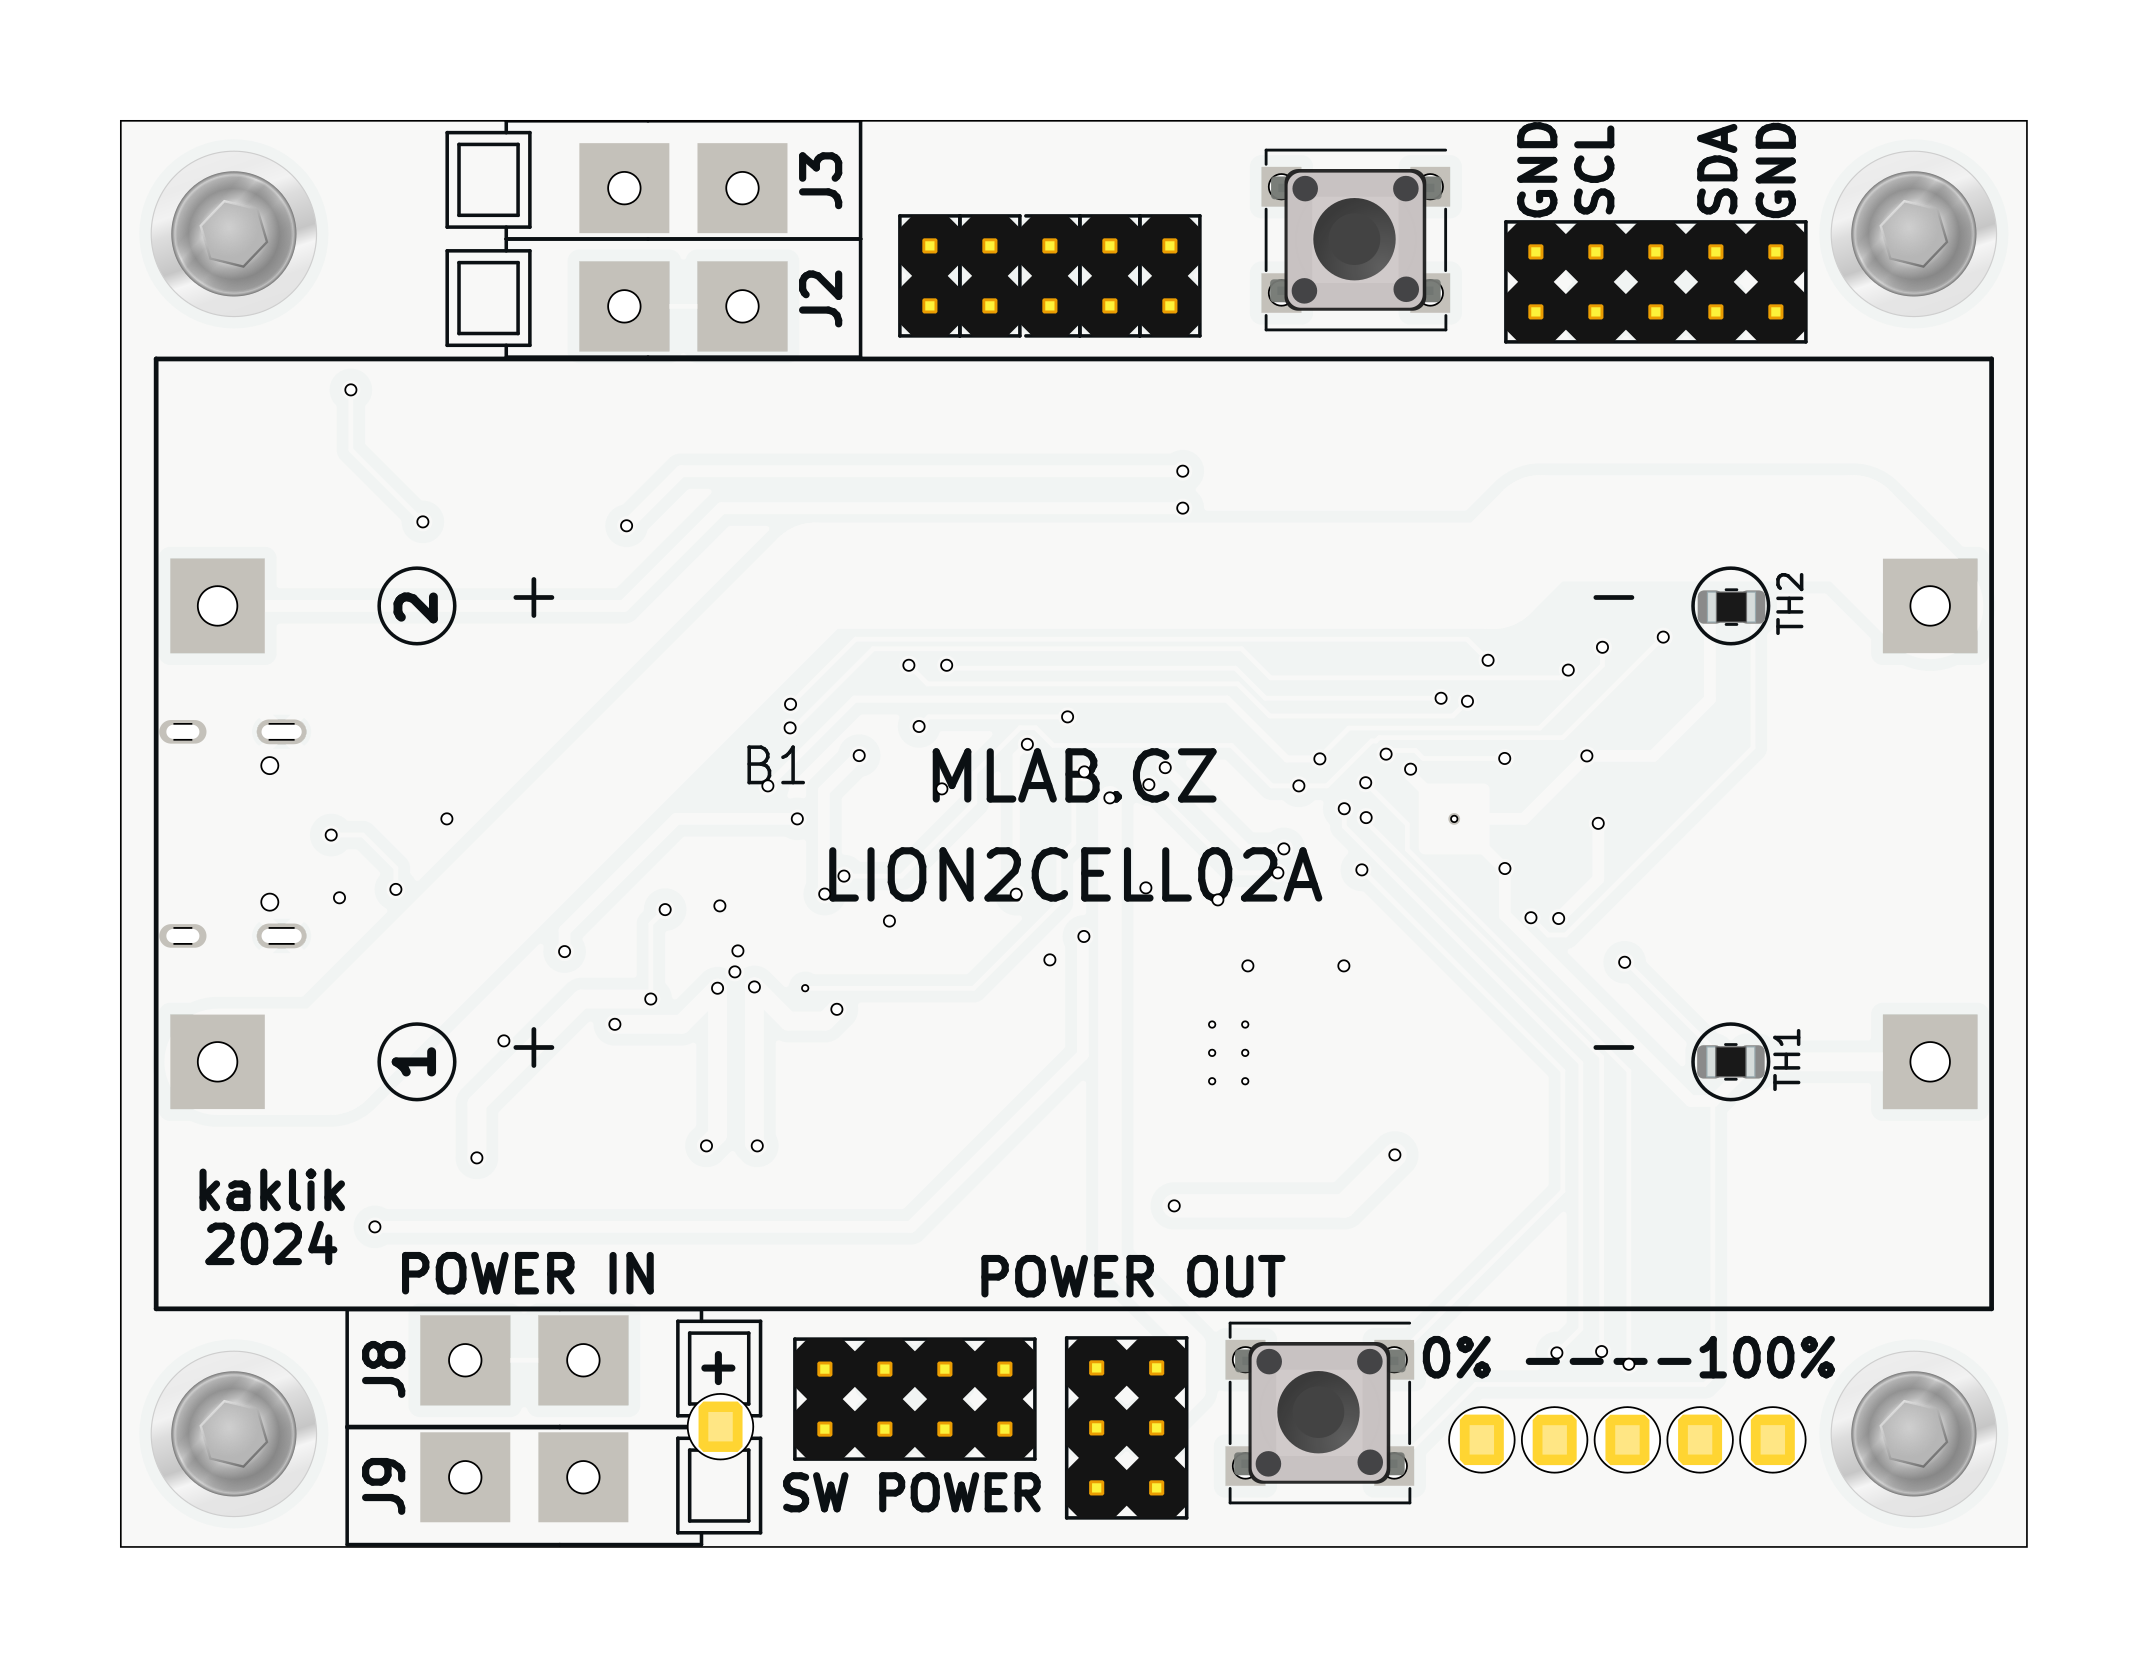 J3
GND
SCL
SDA
GND
J2
2
+
−
TH2
B1
MLAB.CZ
LION2CELL02A
1
+
−
TH1
kaklik
2024
POWER IN
POWER OUT
J8
+
0% ----100%
J9
SW POWER